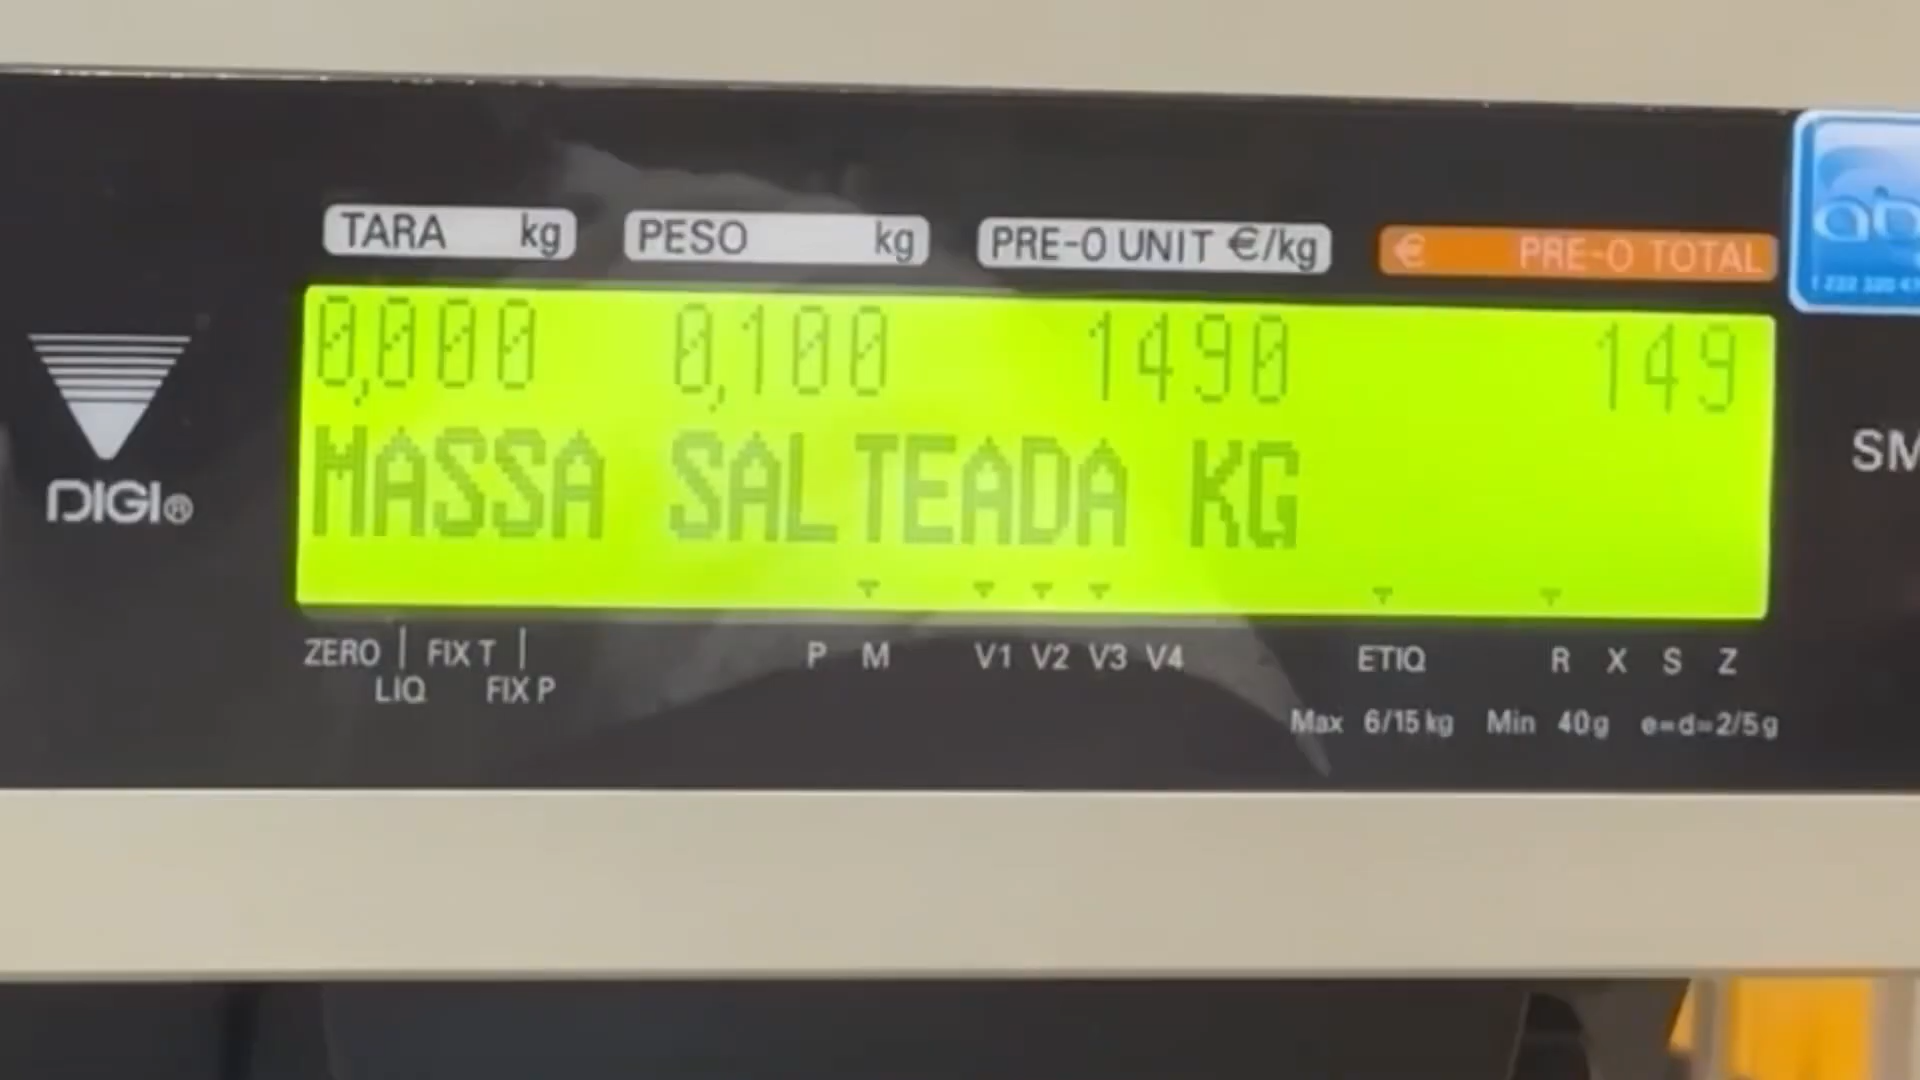 TARA kg PESO kg PRE-O UNIT €/kg € PRE-O TOTAL
0,000 0,100 1490 149
MASSA SALTEADA KG
DIGI®
SM
ZERO | FIX T |
LIQ FIX P
P M V1 V2 V3 V4 ETIQ R X S Z
Max 6/15 kg Min 40g e=d=2/5g